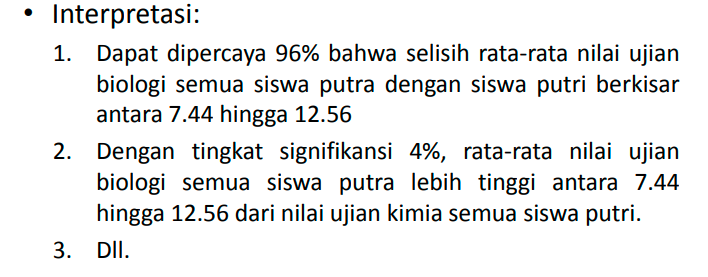 • Interpretasi:
1. Dapat dipercaya 96% bahwa selisih rata-rata nilai ujian
biologi semua siswa putra dengan siswa putri berkisar
antara 7.44 hingga 12.56
2. Dengan tingkat signifikansi 4%, rata-rata nilai ujian
biologi semua siswa putra lebih tinggi antara 7.44
hingga 12.56 dari nilai ujian kimia semua siswa putri.
3. Dll.